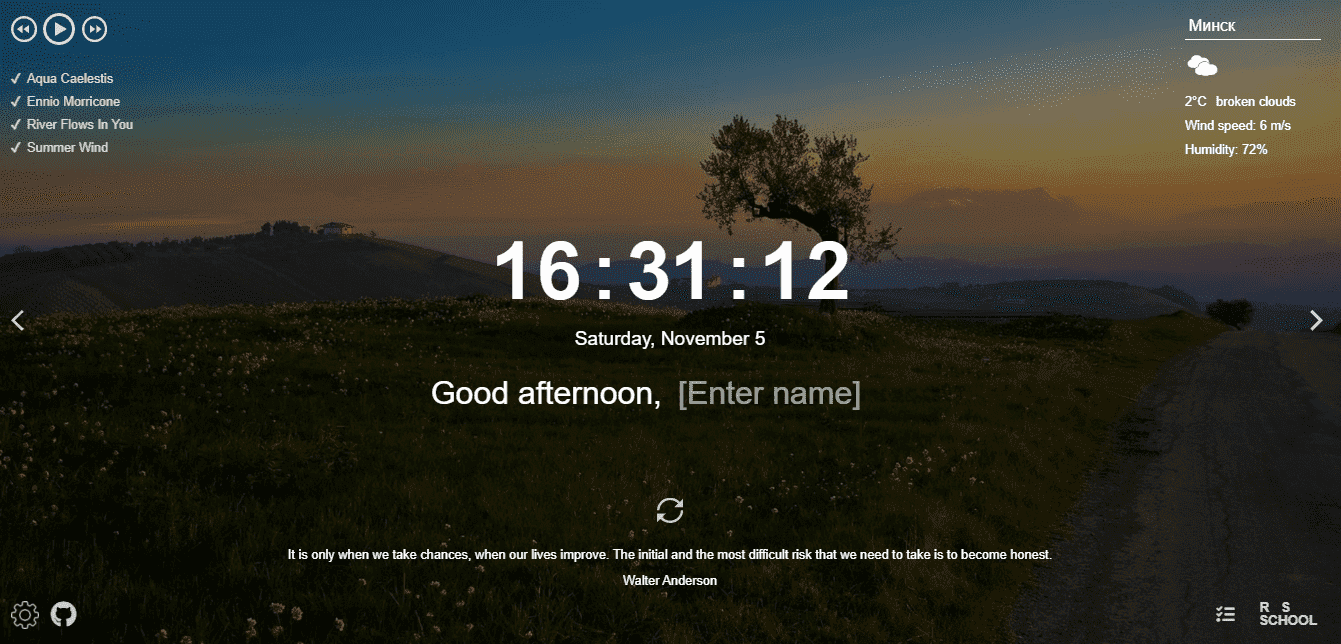 Aqua Caelestis
Ennio Morricone
River Flows In You
Summer Wind
Минск
2°C broken clouds
Wind speed: 6 m/s
Humidity: 72%
16:31:12
Saturday, November 5
Good afternoon, [Enter name]
It is only when we take chances, when our lives improve. The initial and the most difficult risk that we need to take is to become honest.
Walter Anderson
R S
SCHOOL